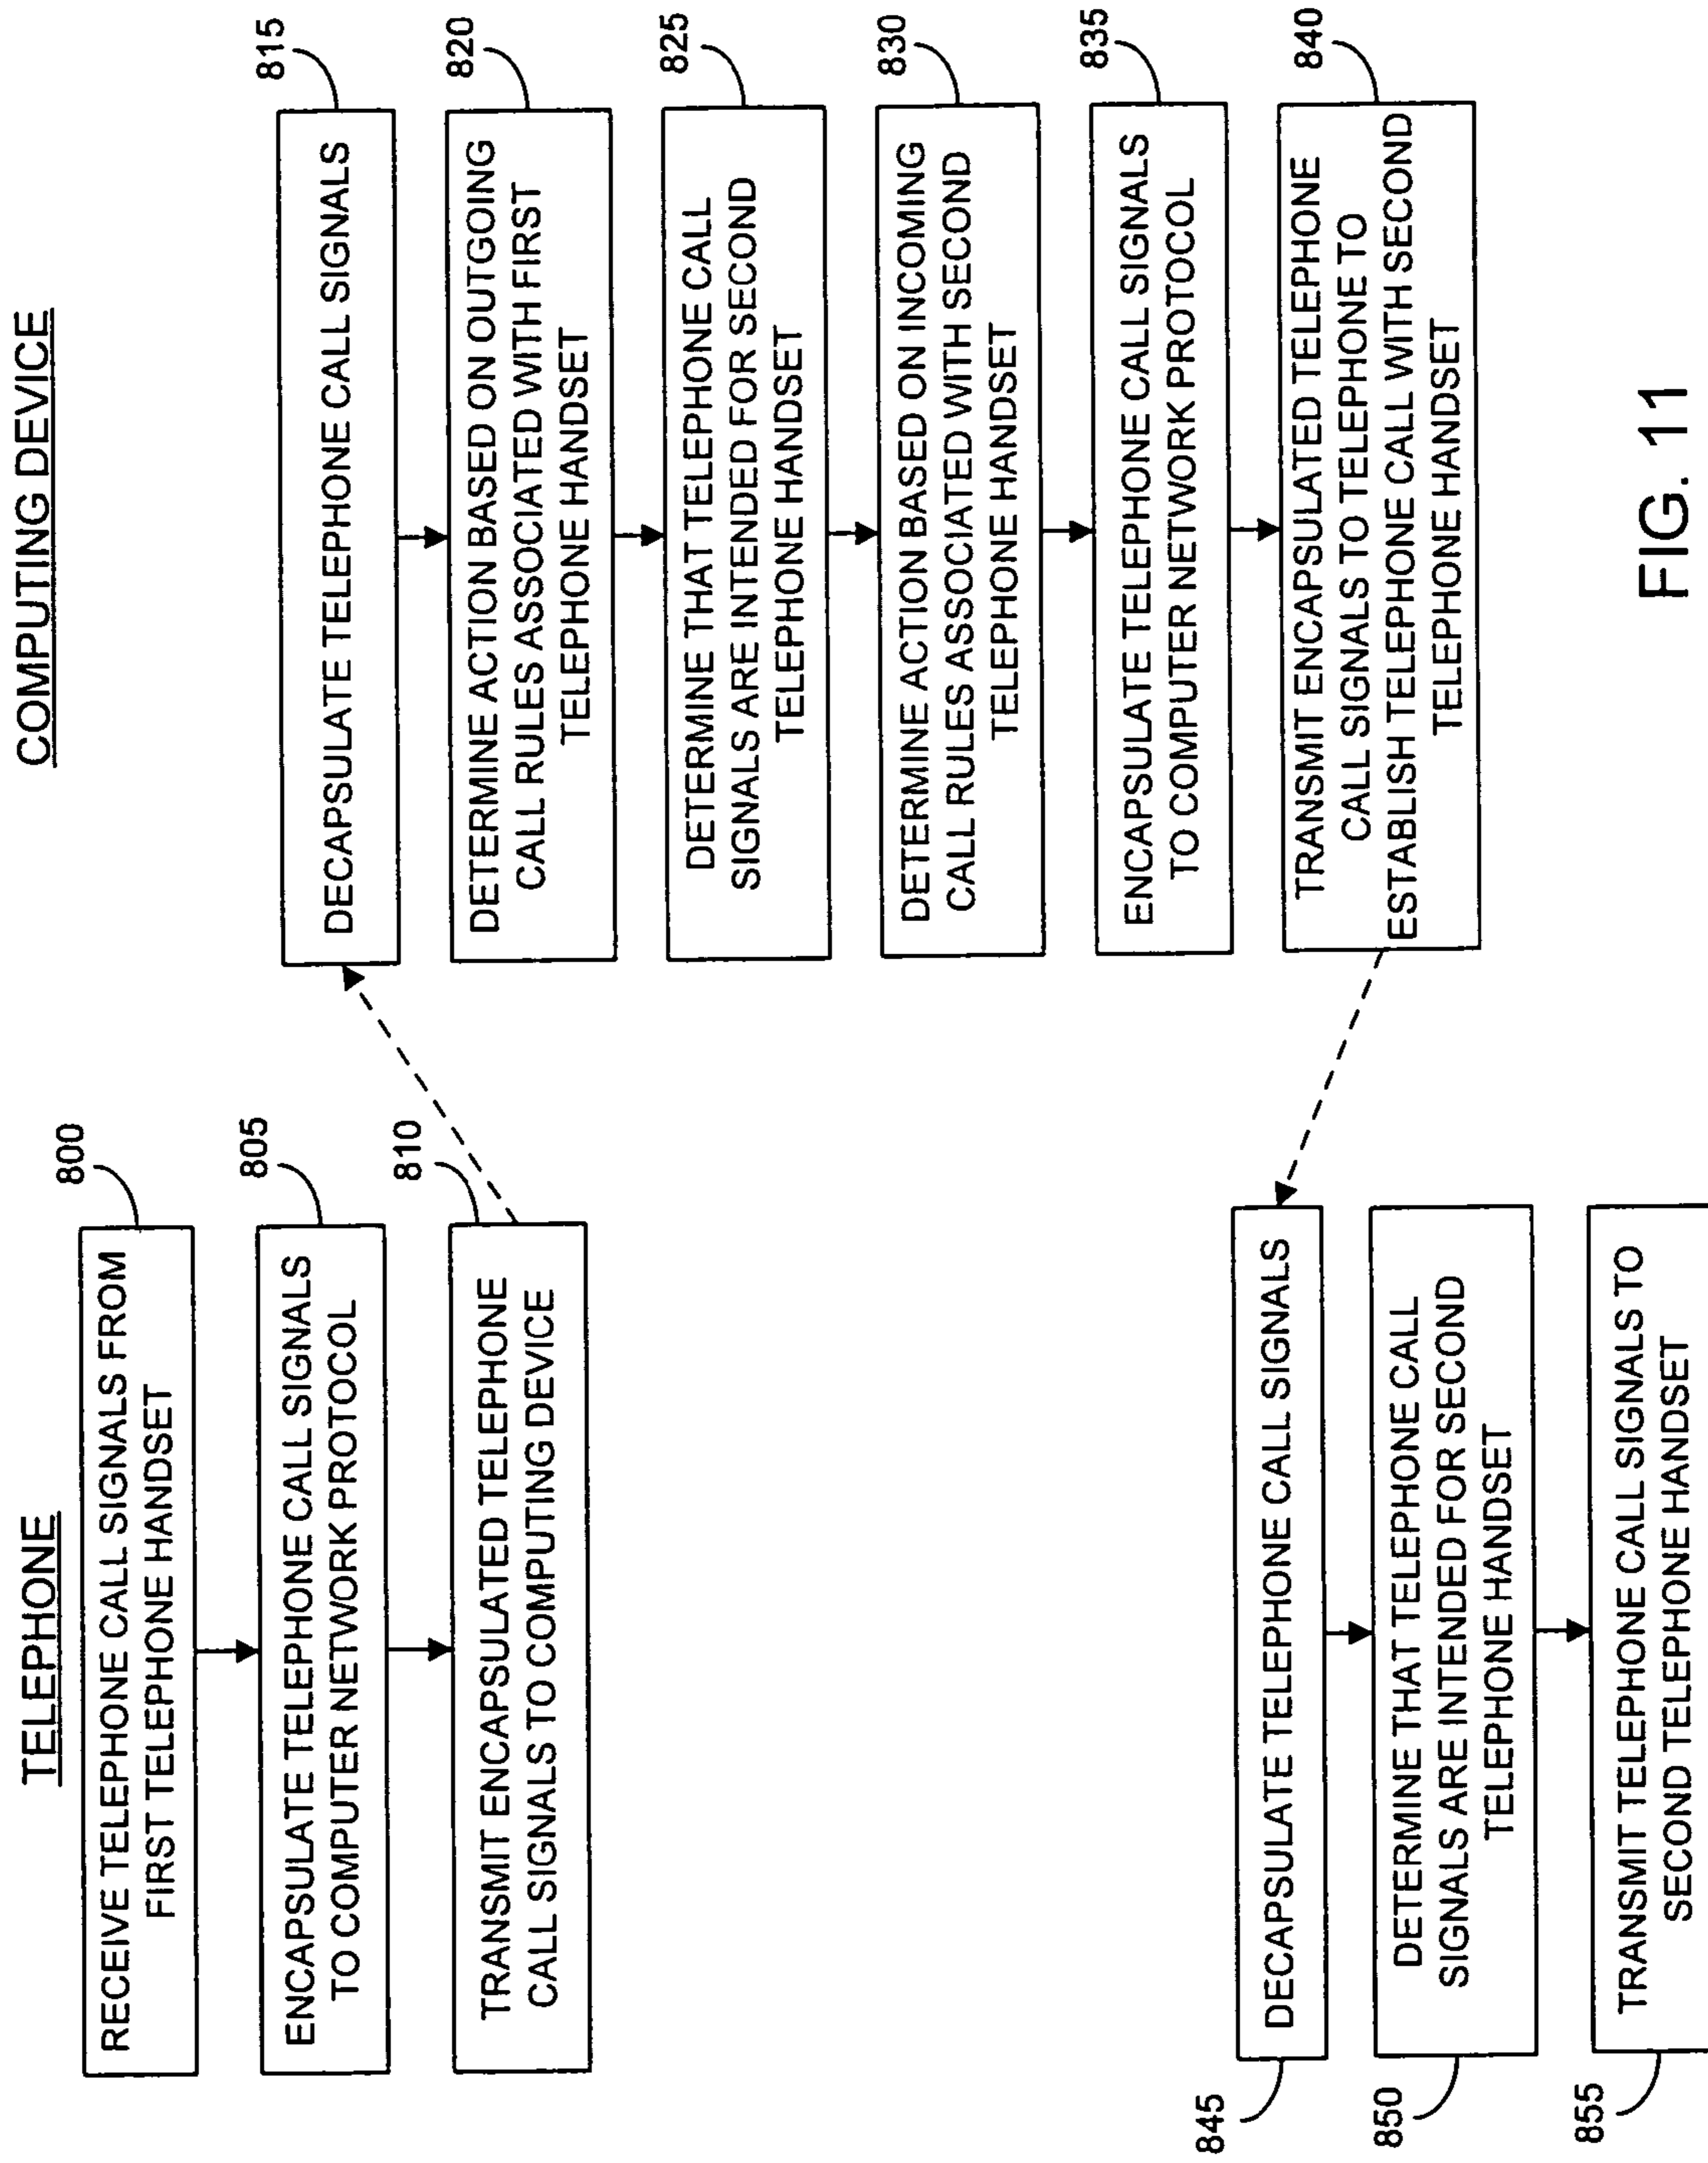 TELEPHONE
800
RECEIVE TELEPHONE CALL SIGNALS FROM
FIRST TELEPHONE HANDSET
805
ENCAPSULATE TELEPHONE CALL SIGNALS
TO COMPUTER NETWORK PROTOCOL
810
TRANSMIT ENCAPSULATED TELEPHONE
CALL SIGNALS TO COMPUTING DEVICE
COMPUTING DEVICE
815
DECAPSULATE TELEPHONE CALL SIGNALS
820
DETERMINE ACTION BASED ON OUTGOING
CALL RULES ASSOCIATED WITH FIRST
TELEPHONE HANDSET
825
DETERMINE THAT TELEPHONE CALL
SIGNALS ARE INTENDED FOR SECOND
TELEPHONE HANDSET
830
DETERMINE ACTION BASED ON INCOMING
CALL RULES ASSOCIATED WITH SECOND
TELEPHONE HANDSET
835
ENCAPSULATE TELEPHONE CALL SIGNALS
TO COMPUTER NETWORK PROTOCOL
840
TRANSMIT ENCAPSULATED TELEPHONE
CALL SIGNALS TO TELEPHONE TO
ESTABLISH TELEPHONE CALL WITH SECOND
TELEPHONE HANDSET
845
DECAPSULATE TELEPHONE CALL SIGNALS
850
DETERMINE THAT TELEPHONE CALL
SIGNALS ARE INTENDED FOR SECOND
TELEPHONE HANDSET
855
TRANSMIT TELEPHONE CALL SIGNALS TO
SECOND TELEPHONE HANDSET
FIG. 11